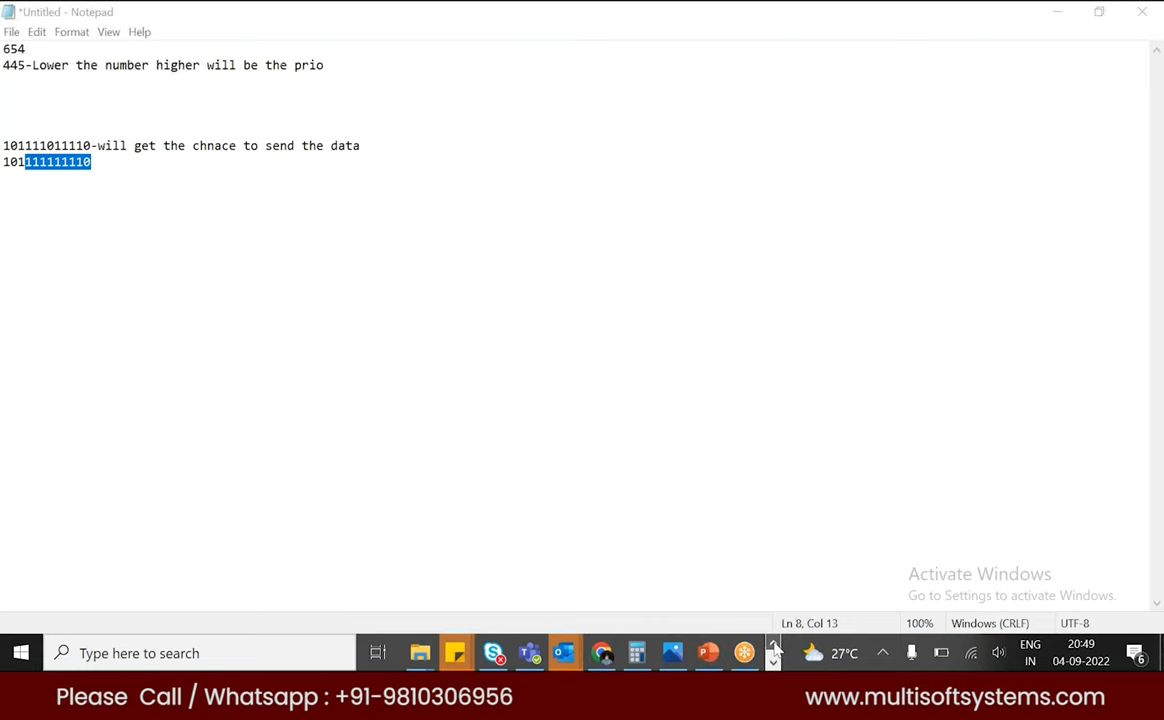 *Untitled - Notepad
File Edit Format View Help
654
445-Lower the number higher will be the prio
101111011110-will get the chnace to send the data
101111111110
Activate Windows
Go to Settings to activate Windows.
Ln 8, Col 13 100% Windows (CRLF) UTF-8
Type here to search
27°C
ENG
IN
20:49
04-09-2022
6
Please Call / Whatsapp : +91-9810306956
www.multisoftsystems.com